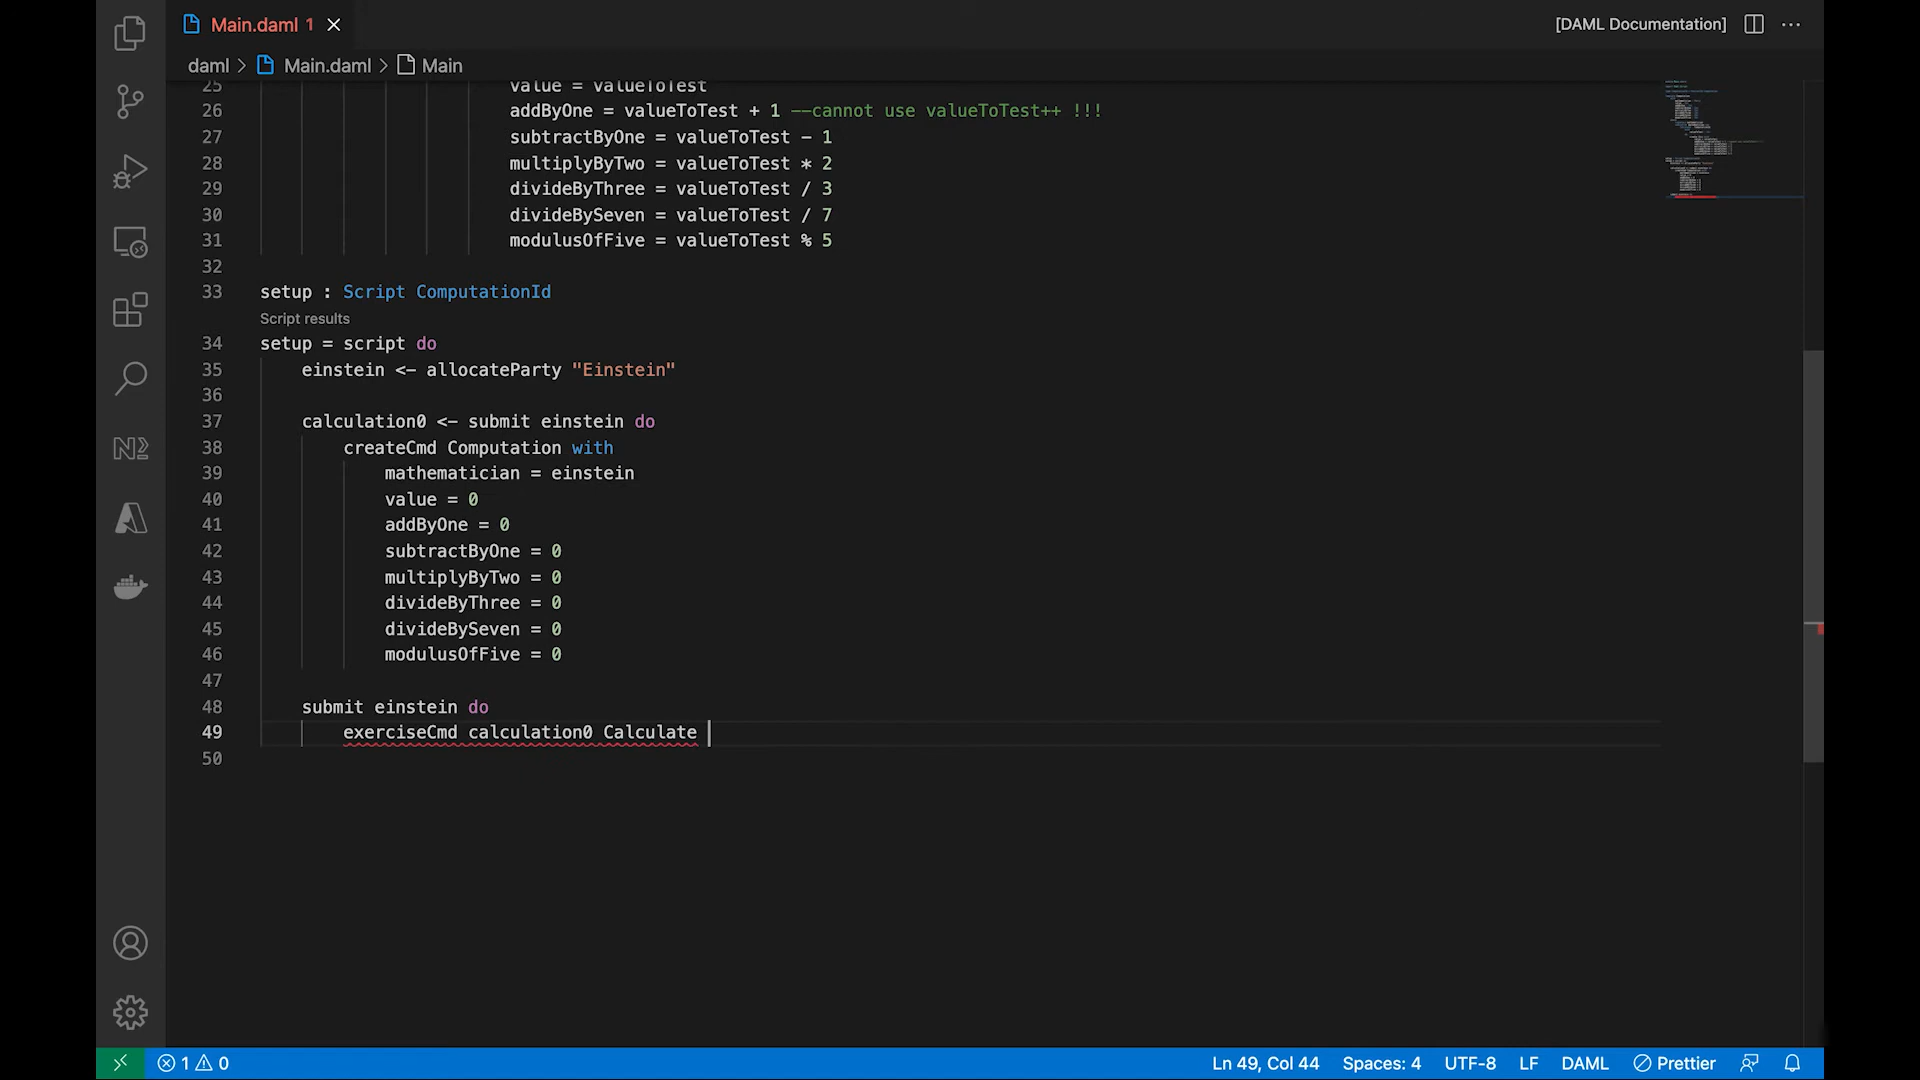 Main.daml 1
[DAML Documentation]
daml > Main.daml > Main
25 value = valueToTest
26 addByOne = valueToTest + 1 --cannot use valueToTest++ !!!
27 subtractByOne = valueToTest - 1
28 multiplyByTwo = valueToTest * 2
29 divideByThree = valueToTest / 3
30 divideBySeven = valueToTest / 7
31 modulusOfFive = valueToTest % 5
32
33 setup : Script ComputationId
Script results
34 setup = script do
35 einstein <- allocateParty "Einstein"
36
37 calculation0 <- submit einstein do
38 createCmd Computation with
39 mathematician = einstein
40 value = 0
41 addByOne = 0
42 subtractByOne = 0
43 multiplyByTwo = 0
44 divideByThree = 0
45 divideBySeven = 0
46 modulusOfFive = 0
47
48 submit einstein do
49 exerciseCmd calculation0 Calculate
50
1 0 Ln 49, Col 44 Spaces: 4 UTF-8 LF DAML Prettier